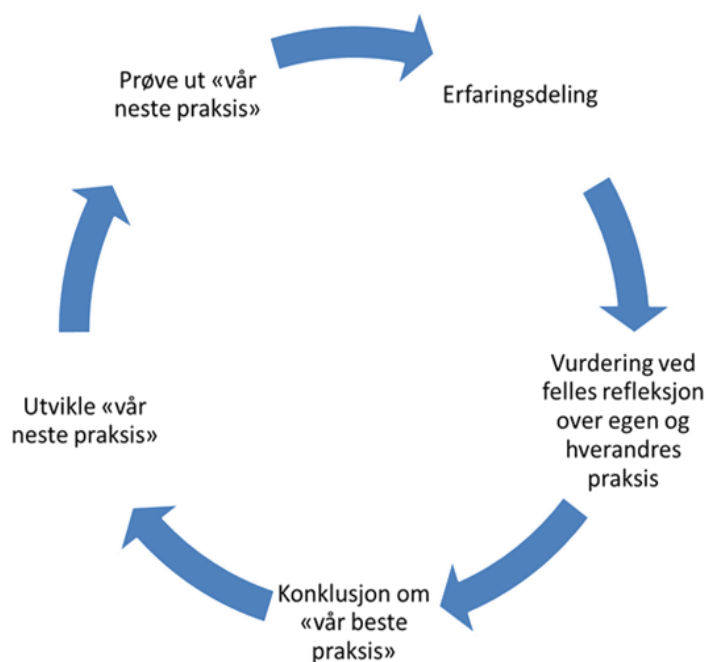 Prøve ut «vår
neste praksis»
Erfaringsdeling
Vurdering ved
felles refleksjon
over egen og
hverandres
praksis
Konklusjon om
«vår beste
praksis»
Utvikle «vår
neste praksis»